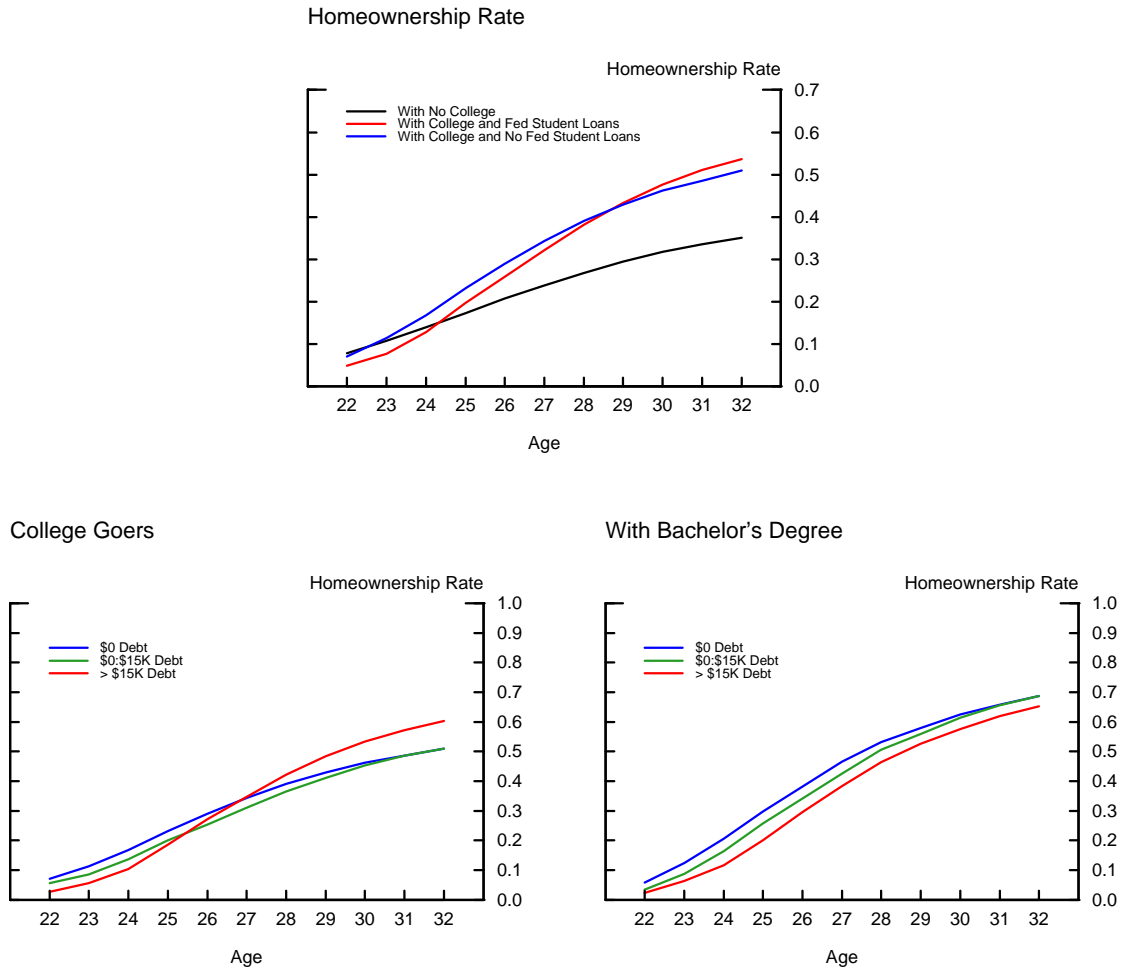 Homeownership Rate
Homeownership Rate
With No College
With College and Fed Student Loans
With College and No Fed Student Loans
0.7
0.6
0.5
0.4
0.3
0.2
0.1
0.0
22 23 24 25 26 27 28 29 30 31 32
Age
College Goers
Homeownership Rate
$0 Debt
$0:$15K Debt
> $15K Debt
1.0
0.9
0.8
0.7
0.6
0.5
0.4
0.3
0.2
0.1
0.0
22 23 24 25 26 27 28 29 30 31 32
Age
With Bachelor’s Degree
Homeownership Rate
$0 Debt
$0:$15K Debt
> $15K Debt
1.0
0.9
0.8
0.7
0.6
0.5
0.4
0.3
0.2
0.1
0.0
22 23 24 25 26 27 28 29 30 31 32
Age